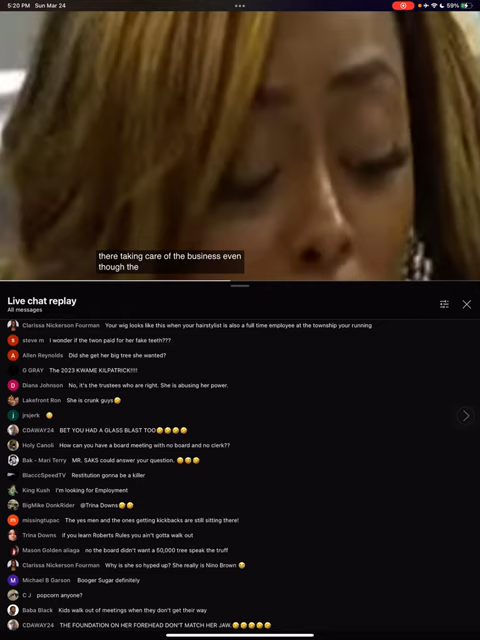 5:20 PM Sun Mar 24
59%
there taking care of the business even
though the
Live chat replay
All messages
Clarissa Nickerson Fourman Your wig looks like this when your hairstylist is also a full time employee at the township your running
steve m I wonder if the twon paid for her fake teeth???
Allen Reynolds Did she get her big tree she wanted?
G GRAY The 2023 KWAME KILPATRICK!!!!
Diana Johnson No, it's the trustees who are right. She is abusing her power.
Lakefront Ron She is crunk guys🤣
jrsjerk 😂
CDAWAY24 BET YOU HAD A GLASS BLAST TOO🤣🤣🤣🤣
Holy Canoli How can you have a board meeting with no board and no clerk??
Bak - Mari Terry MR. SAKS could answer your question. 🤣🤣🤣
BlacccSpeedTV Restitution gonna be a killer
King Kush I'm looking for Employment
BigMike DonkRider @Trina Downs🤣🤣
missingtupac The yes men and the ones getting kickbacks are still sitting there!
Trina Downs if you learn Roberts Rules you ain't gotta walk out
Mason Golden aliaga no the board didn't want a 50,000 tree speak the truff
Clarissa Nickerson Fourman Why is she so hyped up? She really is Nino Brown 😢
Michael B Garson Booger Sugar definitely
C J popcorn anyone?
Baba Black Kids walk out of meetings when they don't get their way
CDAWAY24 THE FOUNDATION ON HER FOREHEAD DON'T MATCH HER JAW.🤣🤣🤣🤣🤣